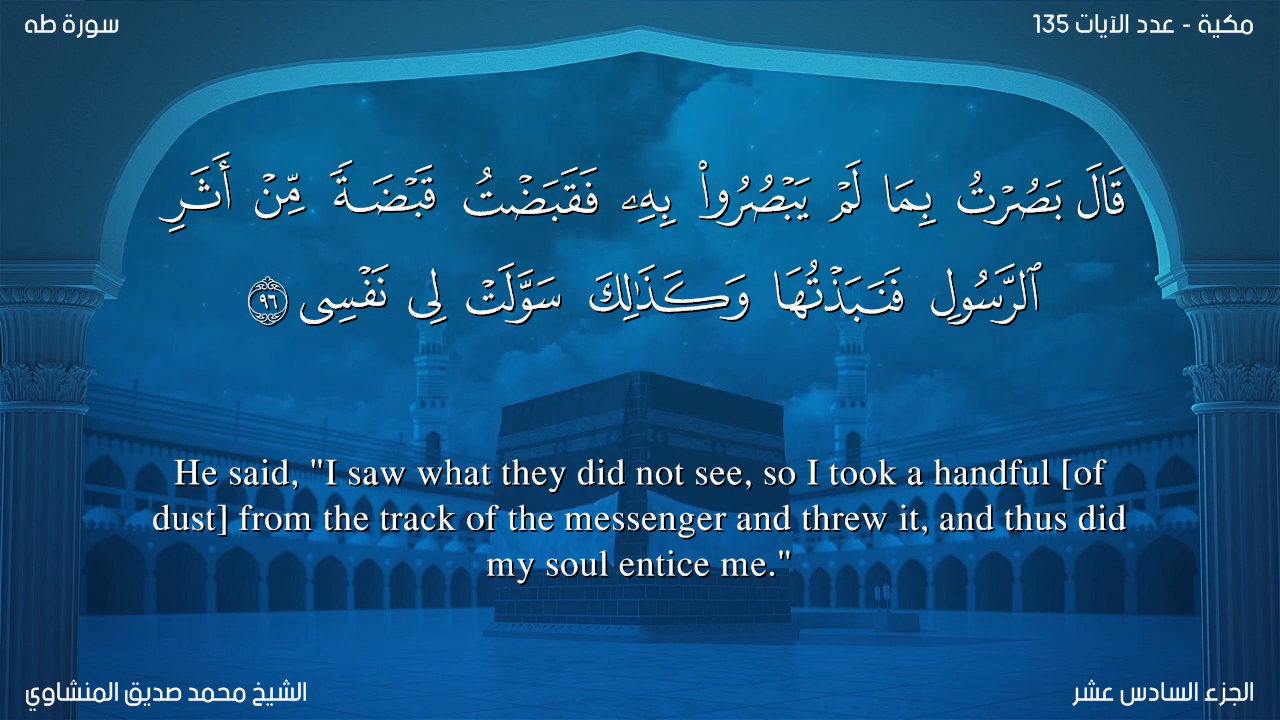 سورة طه
مكية - عدد الآيات 135
قَالَ بَصُرْتُ بِمَا لَمْ يَبْصُرُوا۟ بِهِۦ فَقَبَضْتُ قَبْضَةً مِّنْ أَثَرِ
ٱلرَّسُولِ فَنَبَذْتُهَا وَكَذَٰلِكَ سَوَّلَتْ لِى نَفْسِى ٩٦
He said, "I saw what they did not see, so I took a handful [of
dust] from the track of the messenger and threw it, and thus did
my soul entice me."
الشيخ محمد صديق المنشاوي
الجزء السادس عشر